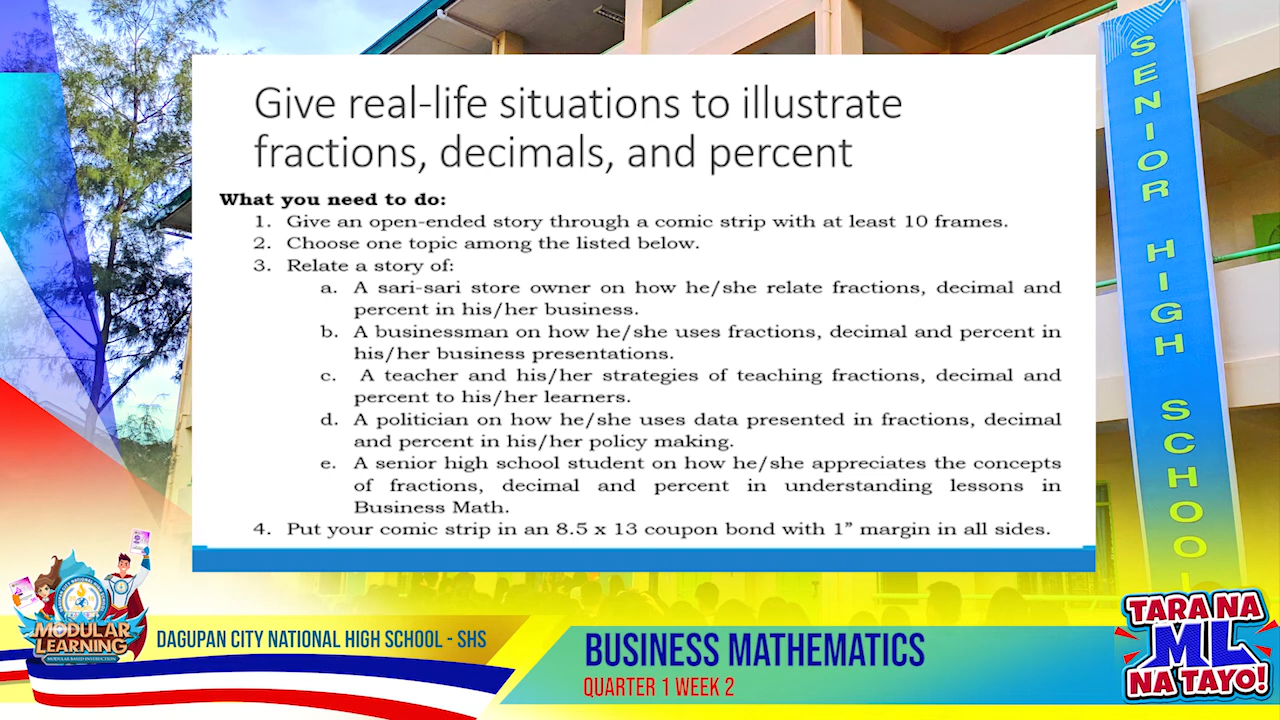 Give real-life situations to illustrate
fractions, decimals, and percent
What you need to do:
1. Give an open-ended story through a comic strip with at least 10 frames.
2. Choose one topic among the listed below.
3. Relate a story of:
a. A sari-sari store owner on how he/she relate fractions, decimal and
percent in his/her business.
b. A businessman on how he/she uses fractions, decimal and percent in
his/her business presentations.
c. A teacher and his/her strategies of teaching fractions, decimal and
percent to his/her learners.
d. A politician on how he/she uses data presented in fractions, decimal
and percent in his/her policy making.
e. A senior high school student on how he/she appreciates the concepts
of fractions, decimal and percent in understanding lessons in
Business Math.
4. Put your comic strip in an 8.5 x 13 coupon bond with 1” margin in all sides.
SENIOR HIGH SCHOOL
MODULAR
LEARNING
DAGUPAN CITY NATIONAL HIGH SCHOOL - SHS
BUSINESS MATHEMATICS
QUARTER 1 WEEK 2
TARA NA
ML
NA TAYO!